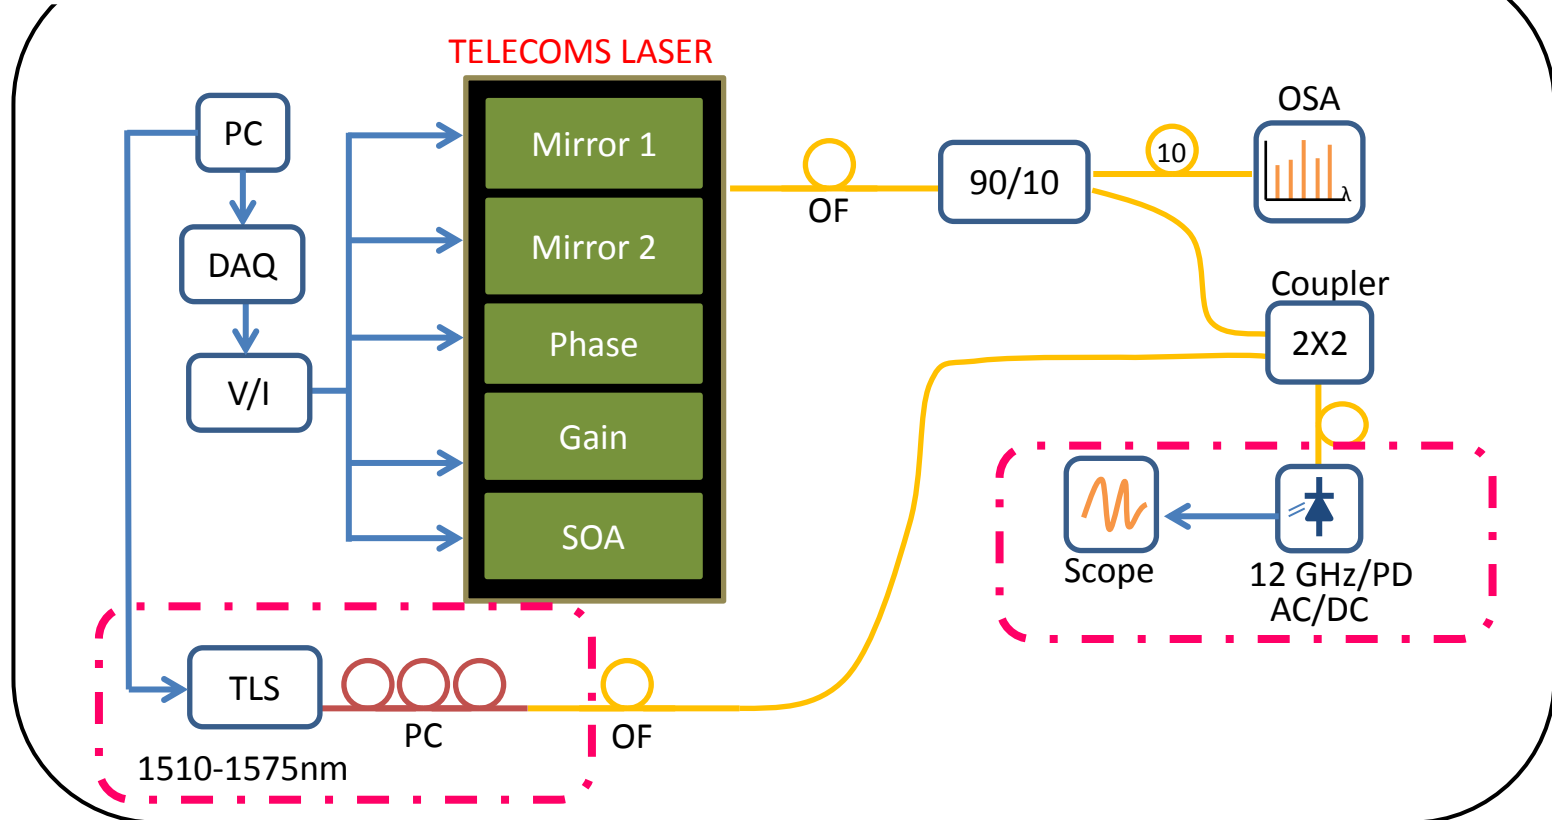 TELECOMS LASER
PC
DAQ
V/I
Mirror 1
Mirror 2
Phase
Gain
SOA
OF
90/10
10
OSA
λ
Coupler
2X2
Scope
12 GHz/PD
AC/DC
TLS
PC
OF
1510-1575nm